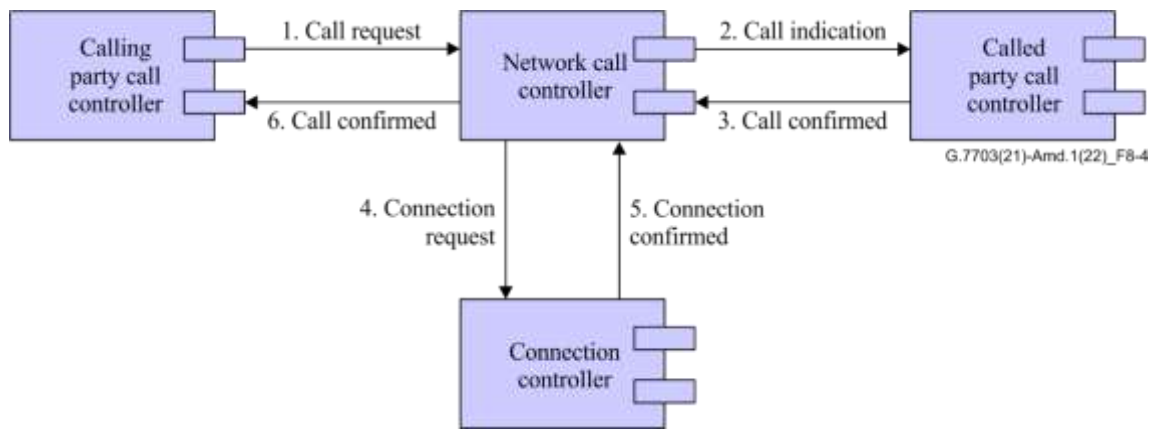 Calling
party call
controller
1. Call request
6. Call confirmed
Network call
controller
2. Call indication
3. Call confirmed
Called
party call
controller
G.7703(21)-Amd.1(22)_F8-4
4. Connection
request
5. Connection
confirmed
Connection
controller